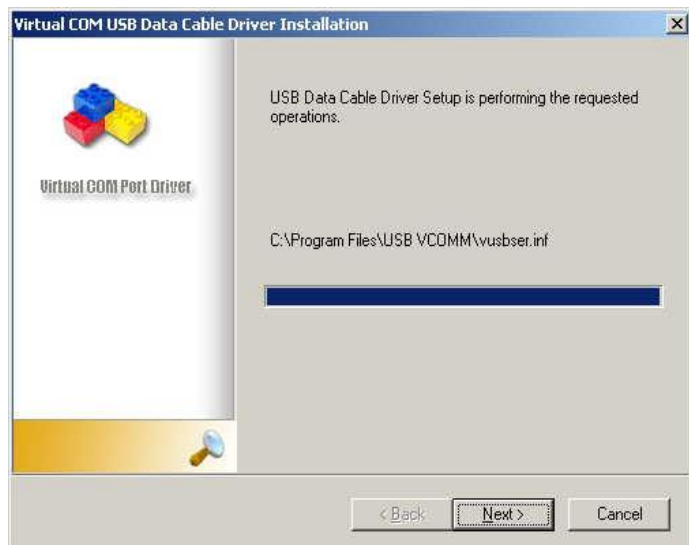 Virtual COM USB Data Cable Driver Installation
USB Data Cable Driver Setup is performing the requested
operations.
Virtual COM Port Driver
C:\Program Files\USB VCOMM\vusbser.inf
< Back
Next >
Cancel